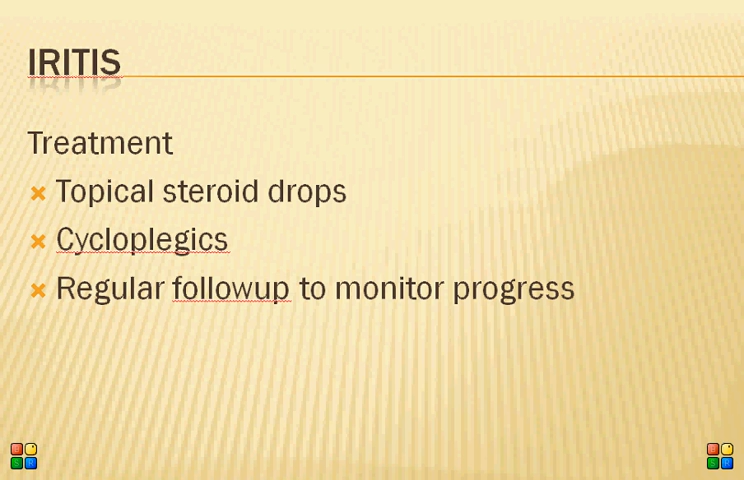 IRITIS
Treatment
Topical steroid drops
Cycloplegics
Regular followup to monitor progress